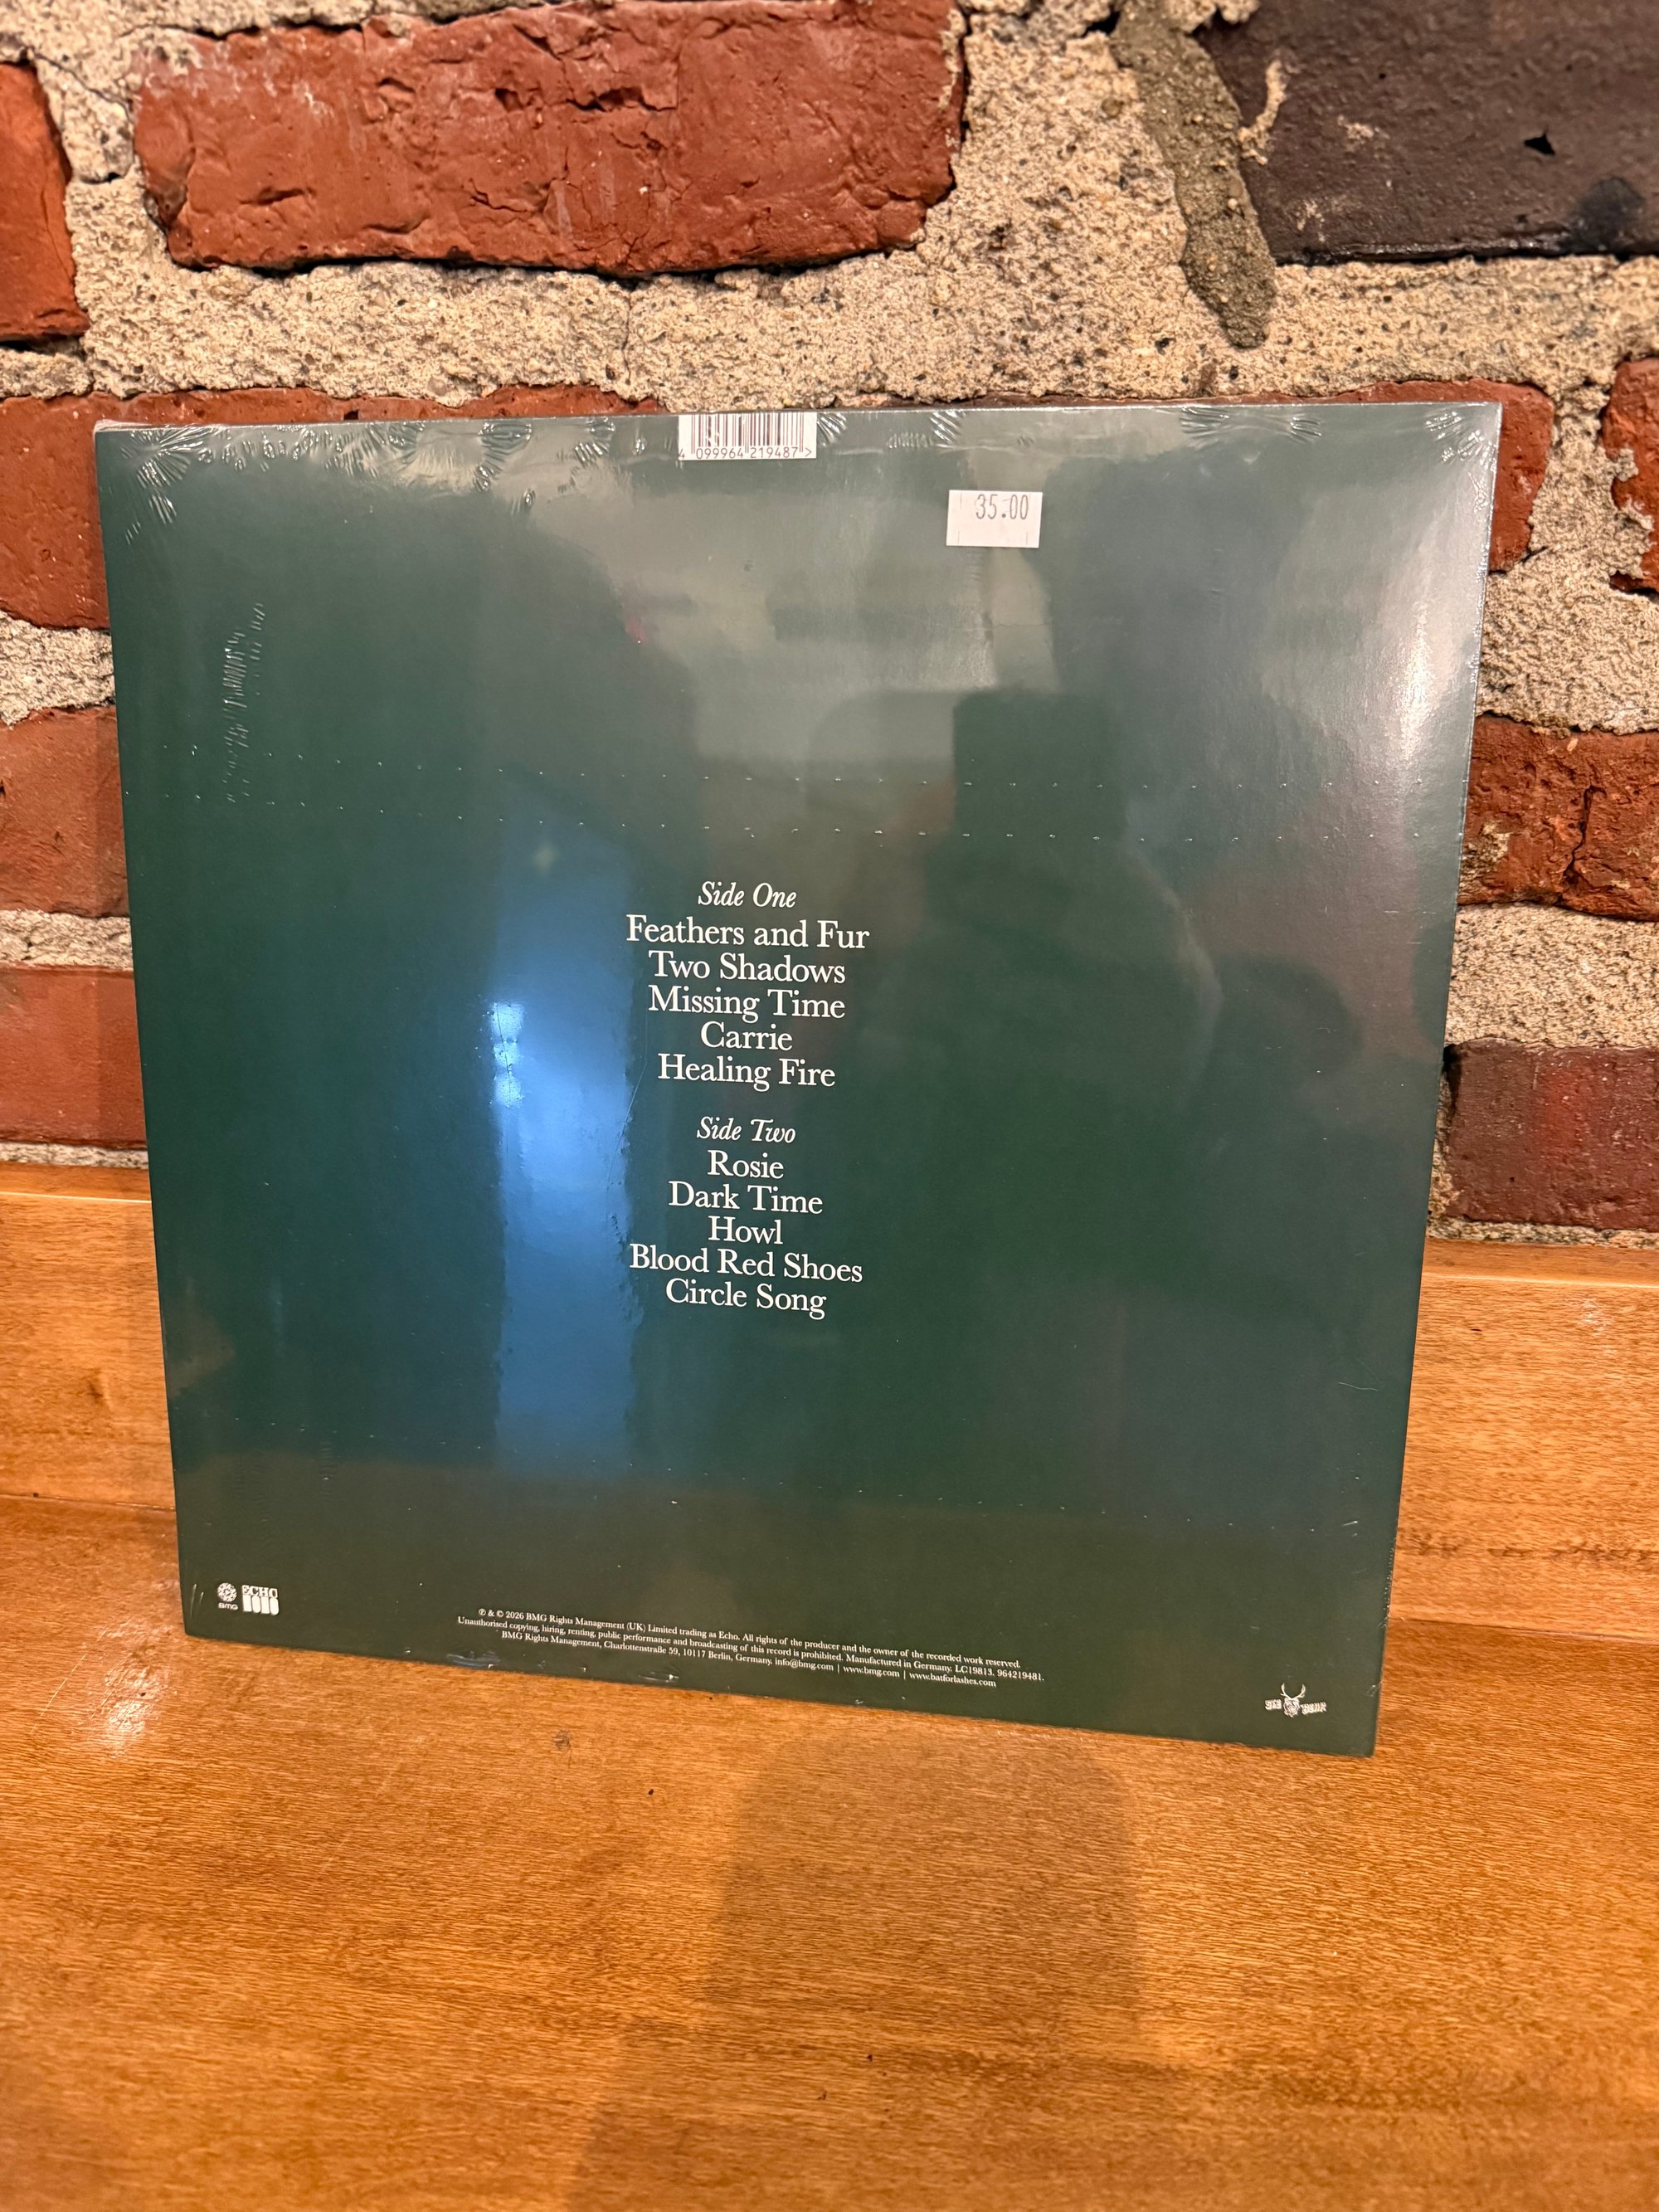 4 099964 219487 >
35.00
Side One
Feathers and Fur
Two Shadows
Missing Time
Carrie
Healing Fire
Side Two
Rosie
Dark Time
Howl
Blood Red Shoes
Circle Song
BMG
ECHO
℗ & © 2026 BMG Rights Management (UK) Limited trading as Echo. All rights of the producer and the owner of the recorded work reserved.
Unauthorised copying, hiring, renting, public performance and broadcasting of this record is prohibited. Manufactured in Germany. LC19813. 964219481.
BMG Rights Management, Charlottenstraße 59, 10117 Berlin, Germany. info@bmg.com | www.bmg.com | www.batforlashes.com